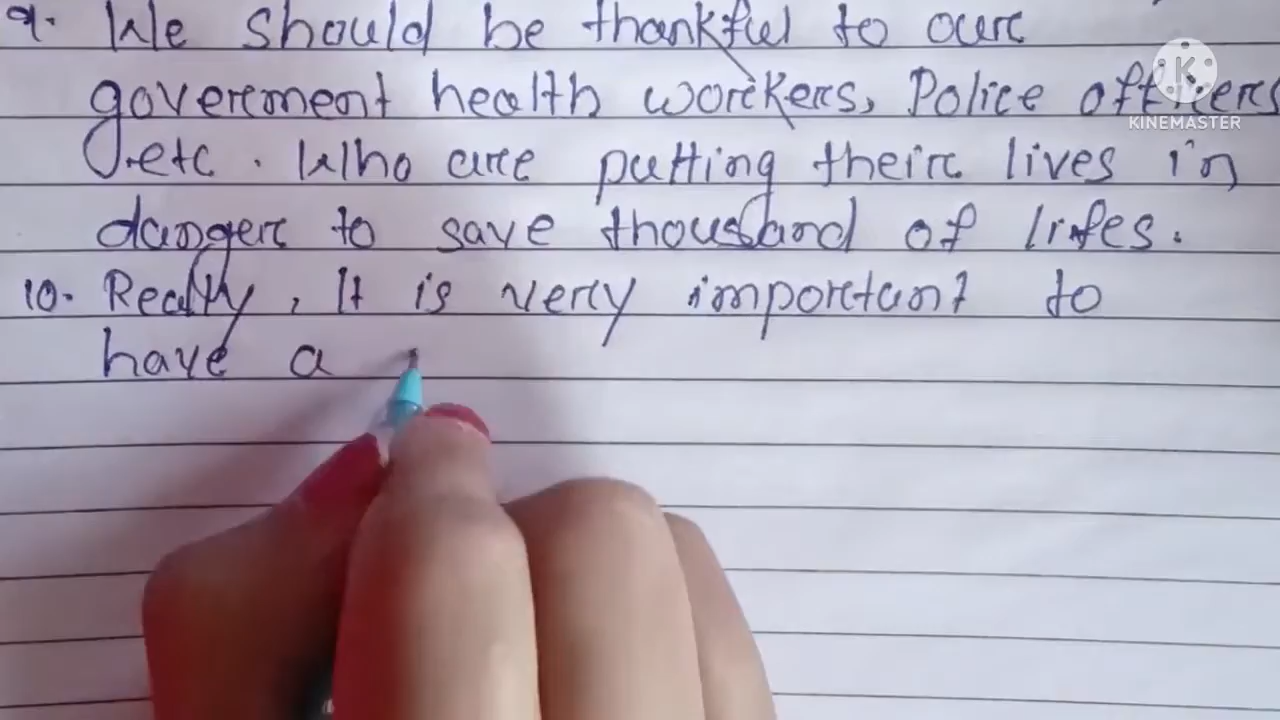 9. We should be thankful to our
goverment health workers, Police officers
etc. Who are putting their lives in
danger to save thousand of lifes.
10. Really, It is very important to
have a
K
KINEMASTER